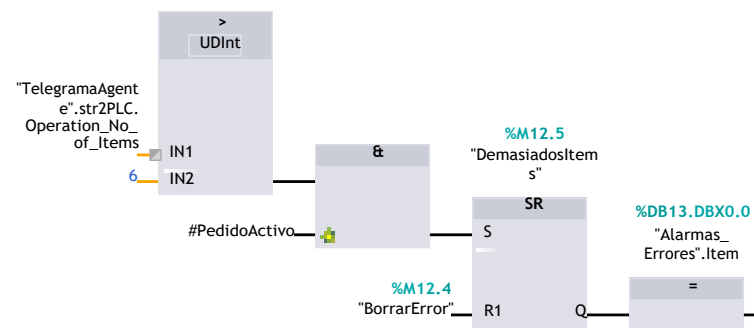 >
UDInt
"TelegramaAgent
e".str2PLC.
Operation_No_
of_Items
IN1
6
IN2
&
#PedidoActivo
%M12.5
"DemasiadosItem
s"
SR
S
%M12.4
"BorrarError"
R1
Q
%DB13.DBX0.0
"Alarmas_
Errores".Item
=